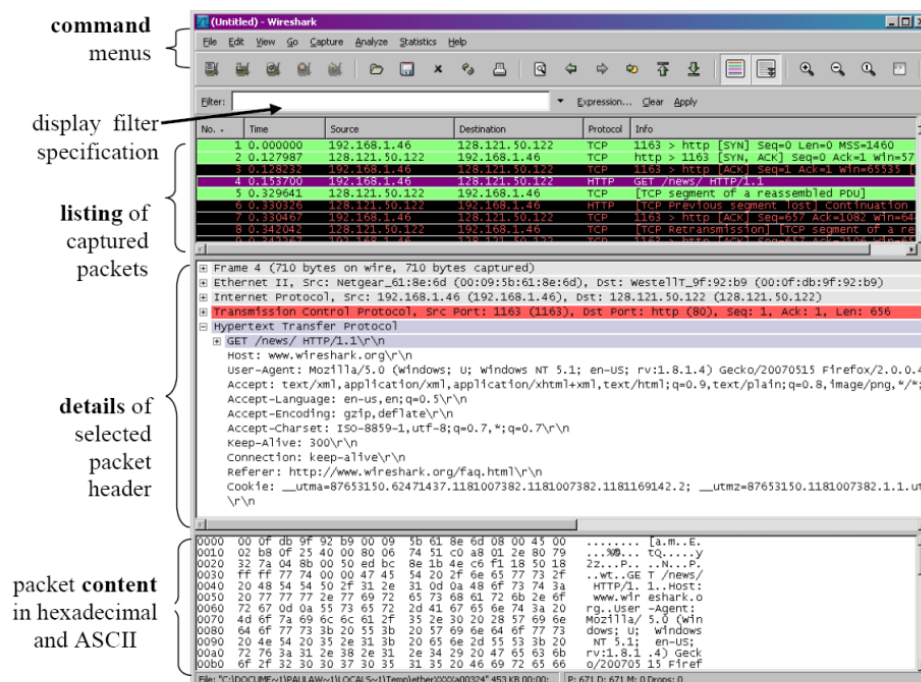 command
menus
display filter
specification
listing of
captured
packets
details of
selected
packet
header
packet content
in hexadecimal
and ASCII
(Untitled) - Wireshark
File Edit View Go Capture Analyze Statistics Help
Filter: Expression... Clear Apply
No. . Time Source Destination Protocol Info
1 0.000000 192.168.1.46 128.121.50.122 TCP 1163 > http [SYN] Seq=0 Len=0 MSS=1460
2 0.127987 128.121.50.122 192.168.1.46 TCP http > 1163 [SYN, ACK] Seq=0 Ack=1 Win=57
3 0.128232 192.168.1.46 128.121.50.122 TCP 1163 > http [ACK] Seq=1 Ack=1 Win=65535
4 0.153700 192.168.1.46 128.121.50.122 HTTP GET /news/ HTTP/1.1
5 0.329641 128.121.50.122 192.168.1.46 TCP [TCP segment of a reassembled PDU]
6 0.330326 128.121.50.122 192.168.1.46 HTTP [TCP Previous segment lost] Continuation
7 0.330467 192.168.1.46 128.121.50.122 TCP 1163 > http [ACK] Seq=657 Ack=1082 Win=64
8 0.342042 128.121.50.122 192.168.1.46 TCP [TCP Retransmission] [TCP segment of a re
Frame 4 (710 bytes on wire, 710 bytes captured)
Ethernet II, Src: Netgear_61:8e:6d (00:09:5b:61:8e:6d), Dst: WestellT_9f:92:b9 (00:0f:db:9f:92:b9)
Internet Protocol, Src: 192.168.1.46 (192.168.1.46), Dst: 128.121.50.122 (128.121.50.122)
Transmission Control Protocol, Src Port: 1163 (1163), Dst Port: http (80), Seq: 1, Ack: 1, Len: 656
Hypertext Transfer Protocol
GET /news/ HTTP/1.1\r\n
Host: www.wireshark.org\r\n
User-Agent: Mozilla/5.0 (Windows; U; Windows NT 5.1; en-US; rv:1.8.1.4) Gecko/20070515 Firefox/2.0.0.4
Accept: text/xml,application/xml,application/xhtml+xml,text/html;q=0.9,text/plain;q=0.8,image/png,*/*;
Accept-Language: en-us,en;q=0.5\r\n
Accept-Encoding: gzip,deflate\r\n
Accept-Charset: ISO-8859-1,utf-8;q=0.7,*;q=0.7\r\n
Keep-Alive: 300\r\n
Connection: keep-alive\r\n
Referer: http://www.wireshark.org/faq.html\r\n
Cookie: __utma=87653150.62471437.1181007382.1181007382.1181169142.2; __utmz=87653150.1181007382.1.1.ut
\r\n
0000 00 0f db 9f 92 b9 00 09 5b 61 8e 6d 08 00 45 00 ........ [a.m..E.
0010 02 b8 0f 25 40 00 80 06 74 51 c0 a8 01 2e 80 79 ...%@... tQ.....y
0020 32 7a 04 8b 00 50 ed bc 8e 1b 4e c6 f1 18 50 18 2z...P.. ..N...P.
0030 ff ff 77 74 00 00 47 45 54 20 2f 6e 65 77 73 2f ..wt..GE T /news/
0040 20 48 54 54 50 2f 31 2e 31 0d 0a 48 6f 73 74 3a HTTP/1. 1..Host:
0050 20 77 77 77 2e 77 69 72 65 73 68 61 72 6b 2e 6f www.wir eshark.o
0060 72 67 0d 0a 55 73 65 72 2d 41 67 65 6e 74 3a 20 rg..User -Agent:
0070 4d 6f 7a 69 6c 6c 61 2f 35 2e 30 20 28 57 69 6e Mozilla/ 5.0 (Win
0080 64 6f 77 73 3b 20 55 3b 20 57 69 6e 64 6f 77 73 dows; U; Windows
0090 20 4e 54 20 35 2e 31 3b 20 65 6e 2d 55 53 3b 20 NT 5.1; en-US;
00a0 72 76 3a 31 2e 38 2e 31 2e 34 29 20 47 65 63 6b rv:1.8.1 .4) Geck
00b0 6f 2f 32 30 30 37 30 35 31 35 20 46 69 72 65 66 o/200705 15 Firef
File: "C:\DOCUME~1\PAULAW~1\LOCALS~1\Temp\etherXXXXa00324" 453 KB 00:00: P: 671 D: 671 M: 0 Drops: 0